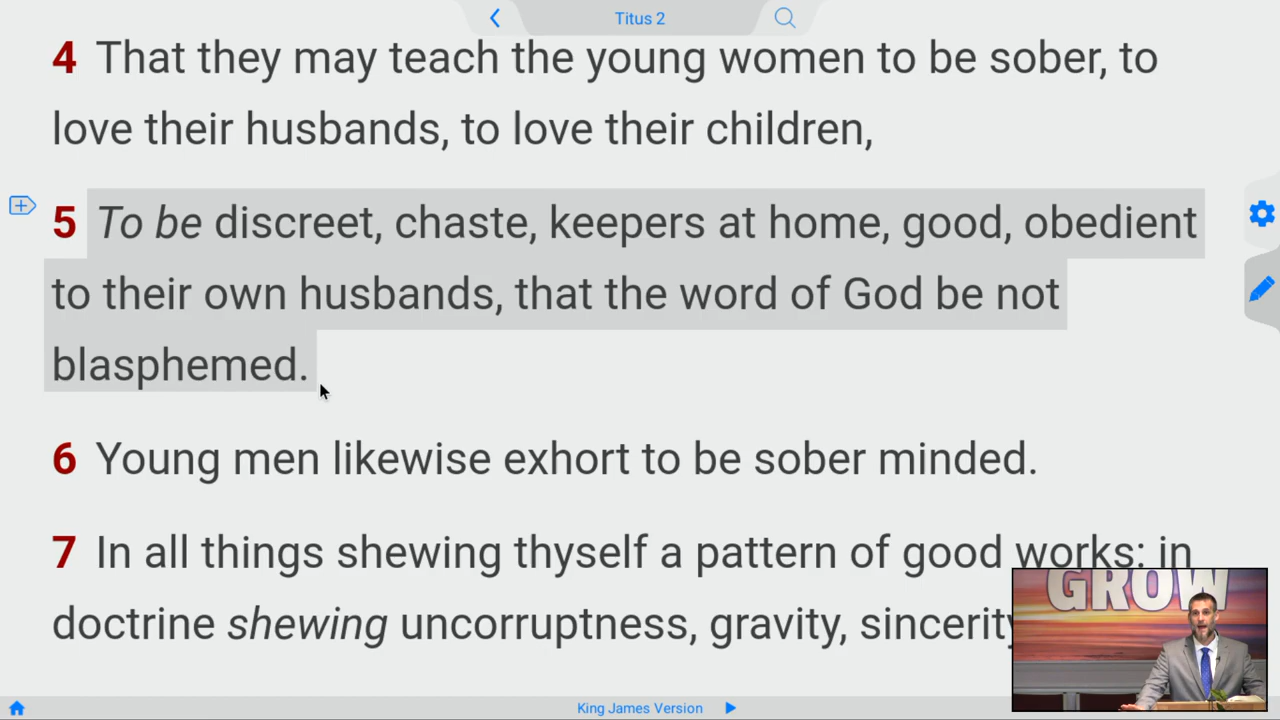 Titus 2
4 That they may teach the young women to be sober, to
love their husbands, to love their children,
5 To be discreet, chaste, keepers at home, good, obedient
to their own husbands, that the word of God be not
blasphemed.
6 Young men likewise exhort to be sober minded.
7 In all things shewing thyself a pattern of good works: in
doctrine shewing uncorruptness, gravity, sincerity
GROW
King James Version